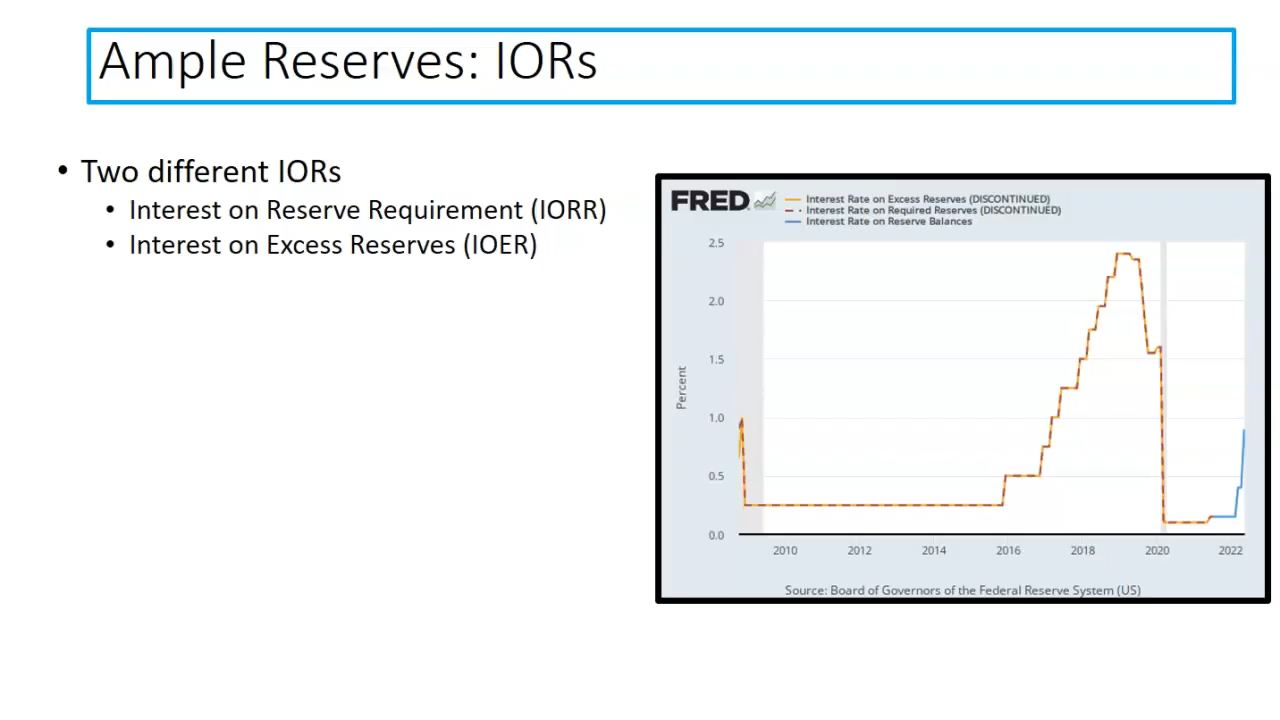 Ample Reserves: IORs
• Two different IORs
• Interest on Reserve Requirement (IORR)
• Interest on Excess Reserves (IOER)
FRED
Interest Rate on Excess Reserves (DISCONTINUED)
Interest Rate on Required Reserves (DISCONTINUED)
Interest Rate on Reserve Balances
Percent
2.5
2.0
1.5
1.0
0.5
0.0
2010 2012 2014 2016 2018 2020 2022
Source: Board of Governors of the Federal Reserve System (US)